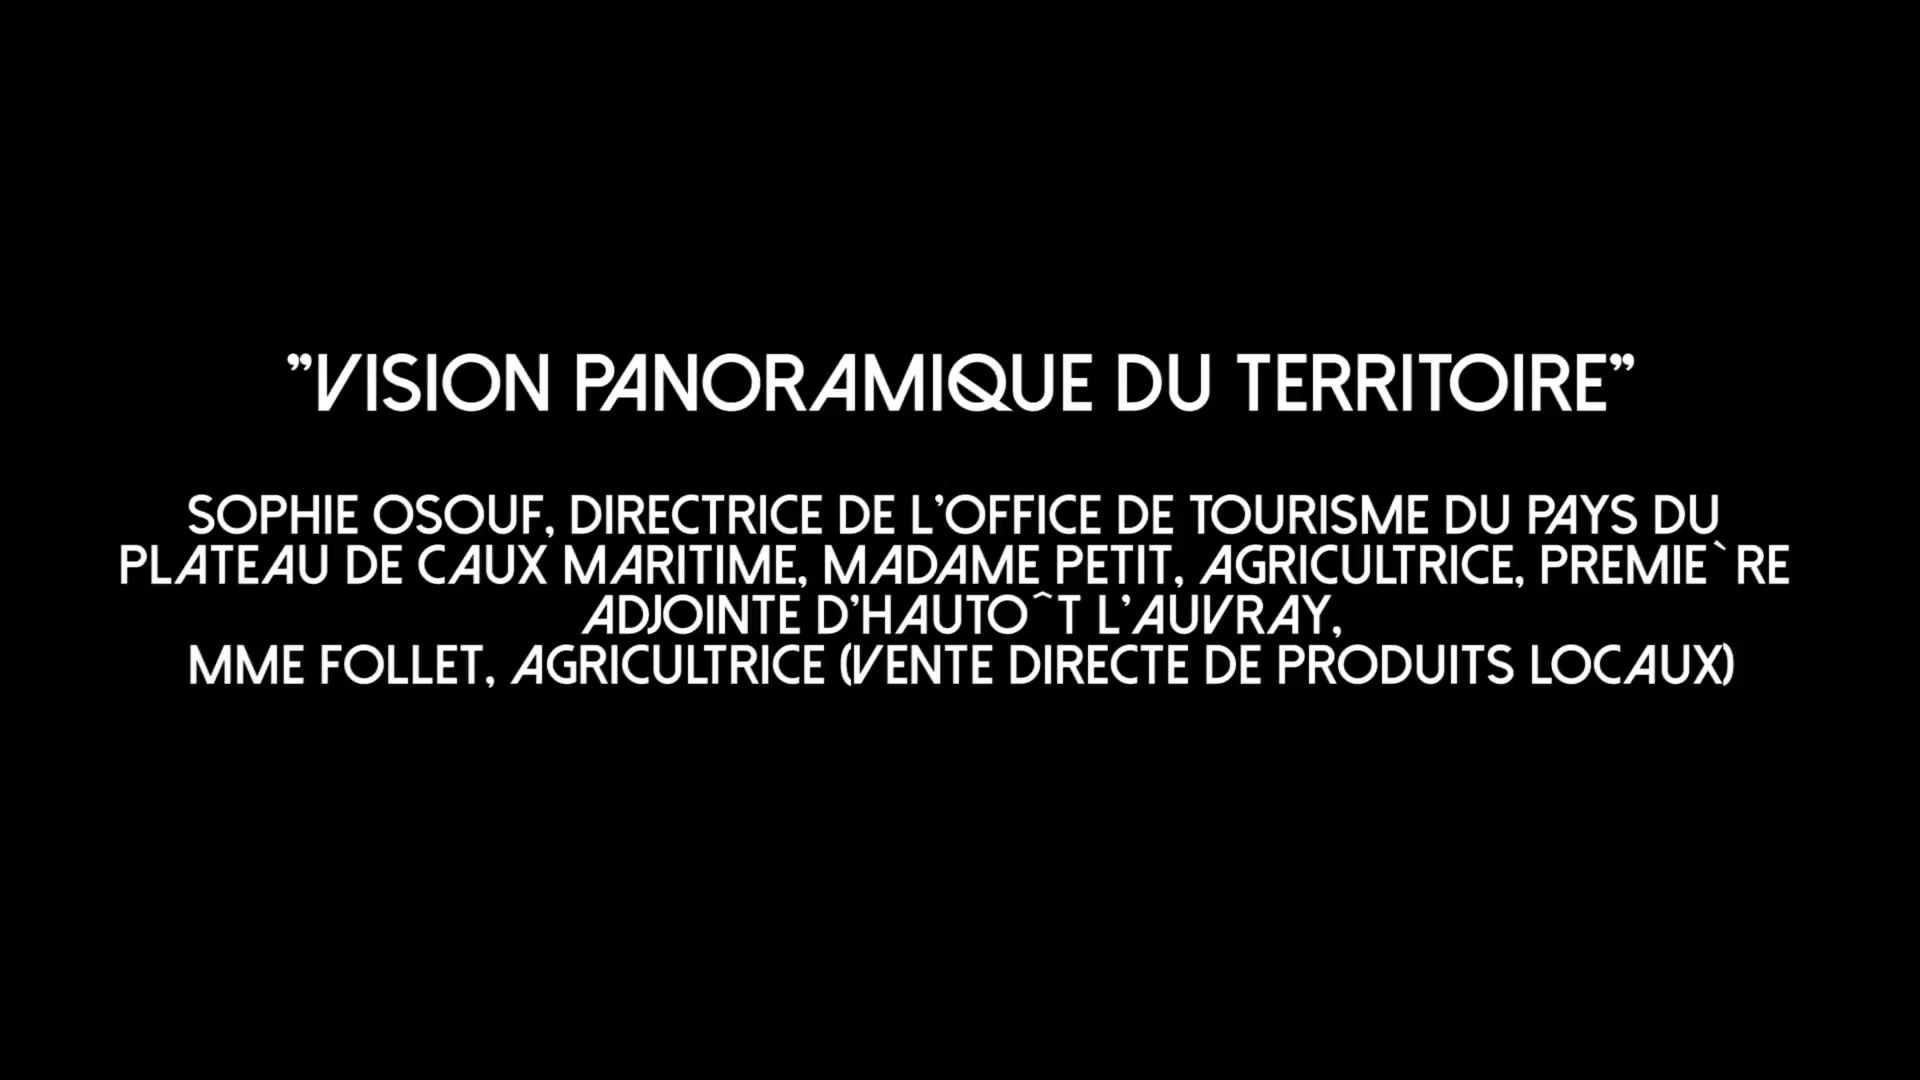 ”VISION PANORAMIQUE DU TERRITOIRE”
SOPHIE OSOUF, DIRECTRICE DE L’OFFICE DE TOURISME DU PAYS DU
PLATEAU DE CAUX MARITIME, MADAME PETIT, AGRICULTRICE, PREMIE`RE
ADJOINTE D’HAUTO^T L’AUVRAY,
MME FOLLET, AGRICULTRICE (VENTE DIRECTE DE PRODUITS LOCAUX)